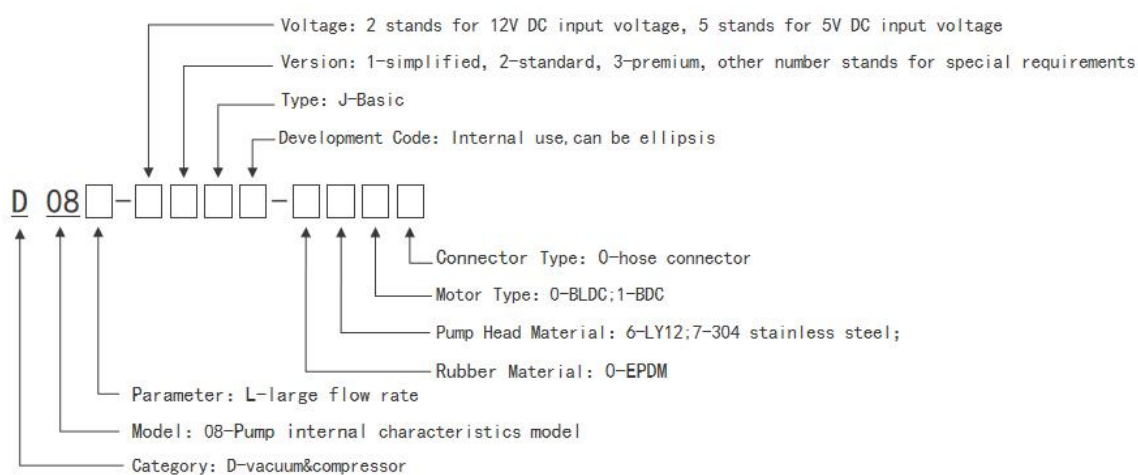 Voltage: 2 stands for 12V DC input voltage, 5 stands for 5V DC input voltage
Version: 1-simplified, 2-standard, 3-premium, other number stands for special requirements
Type: J-Basic
Development Code: Internal use,can be ellipsis
D 08□-□□□□-□□□□
Connector Type: 0-hose connector
Motor Type: 0-BLDC;1-BDC
Pump Head Material: 6-LY12;7-304 stainless steel;
Rubber Material: 0-EPDM
Parameter: L-large flow rate
Model: 08-Pump internal characteristics model
Category: D-vacuum&compressor